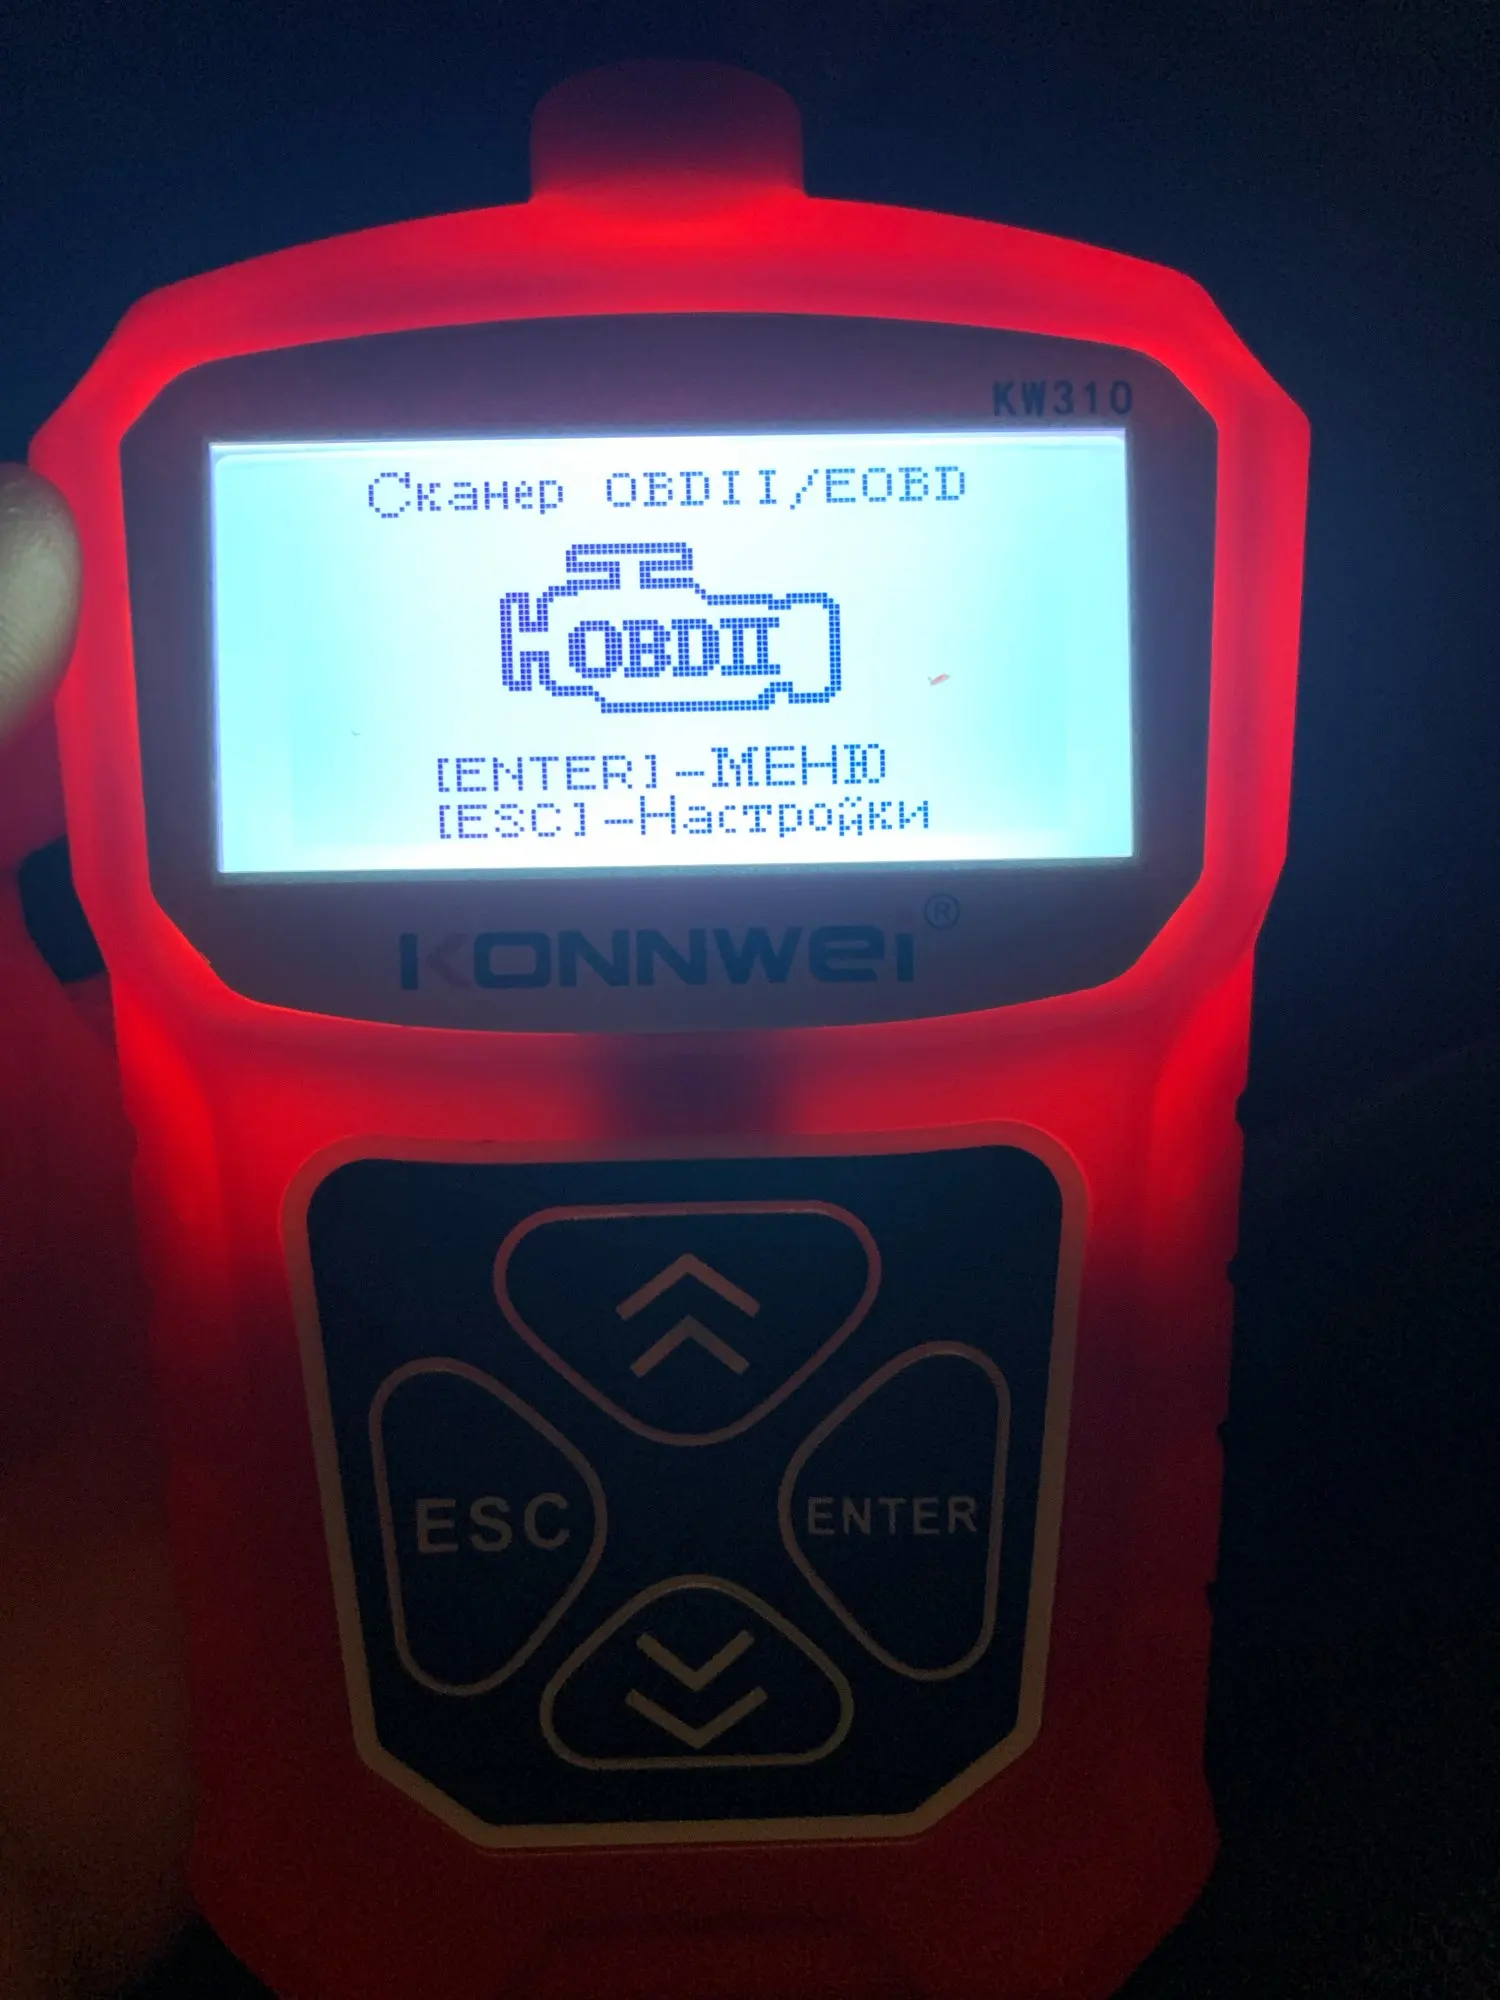 KW310
Сканер OBDII/EOBD
OBDII
[ENTER]-МЕНЮ
[ESC]-Настройки
KONNWEI®
ESC
ENTER